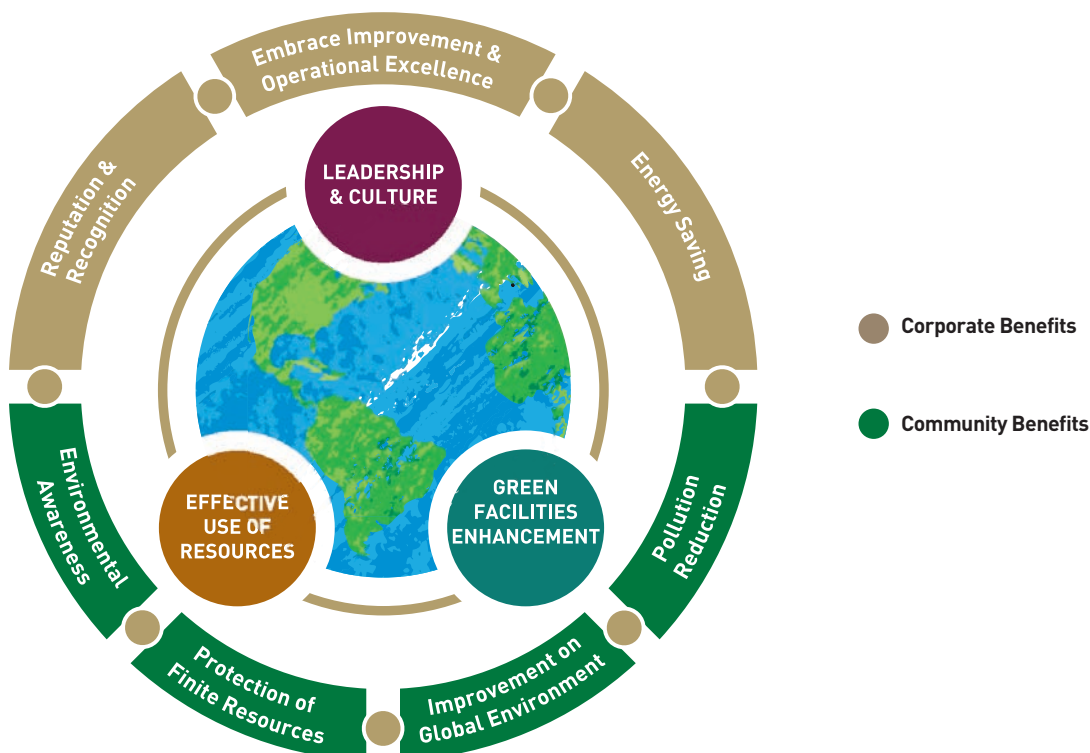 Embrace Improvement &
Operational Excellence
Reputation &
Recognition
Energy Saving
LEADERSHIP
& CULTURE
Corporate Benefits
Community Benefits
EFFECTIVE
USE OF
RESOURCES
GREEN
FACILITIES
ENHANCEMENT
Environmental
Awareness
Pollution
Reduction
Protection of
Finite Resources
Improvement on
Global Environment